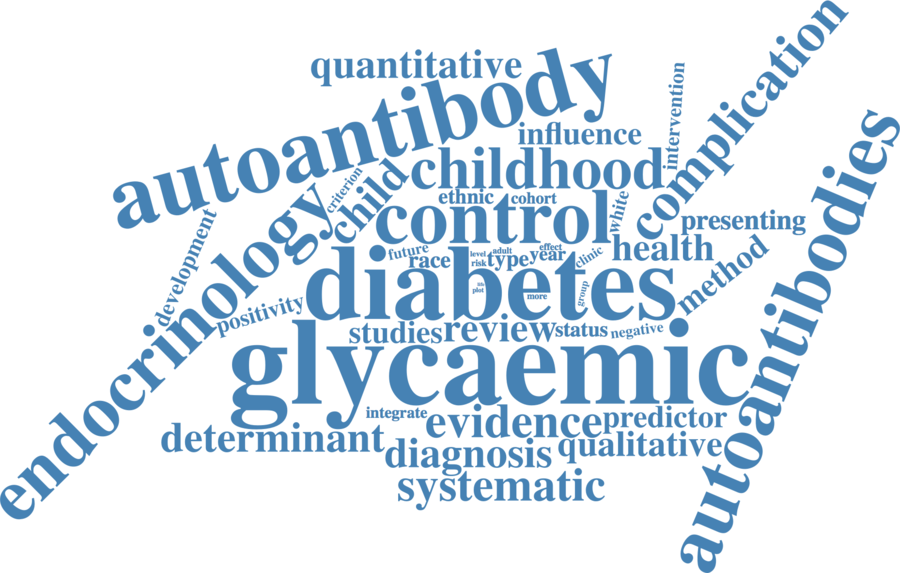 quantitative
autoantibody
influence
intervention
complication
childhood
child
criterion
ethnic
cohort
control
white
presenting
autoantibodies
endocrinology
development
future
race
level
adult
risk
type
year
effect
clinic
health
method
diabetes
life
plot
more
group
positivity
studies
review
status
negative
glycaemic
integrate
evidence
predictor
determinant
diagnosis
qualitative
systematic